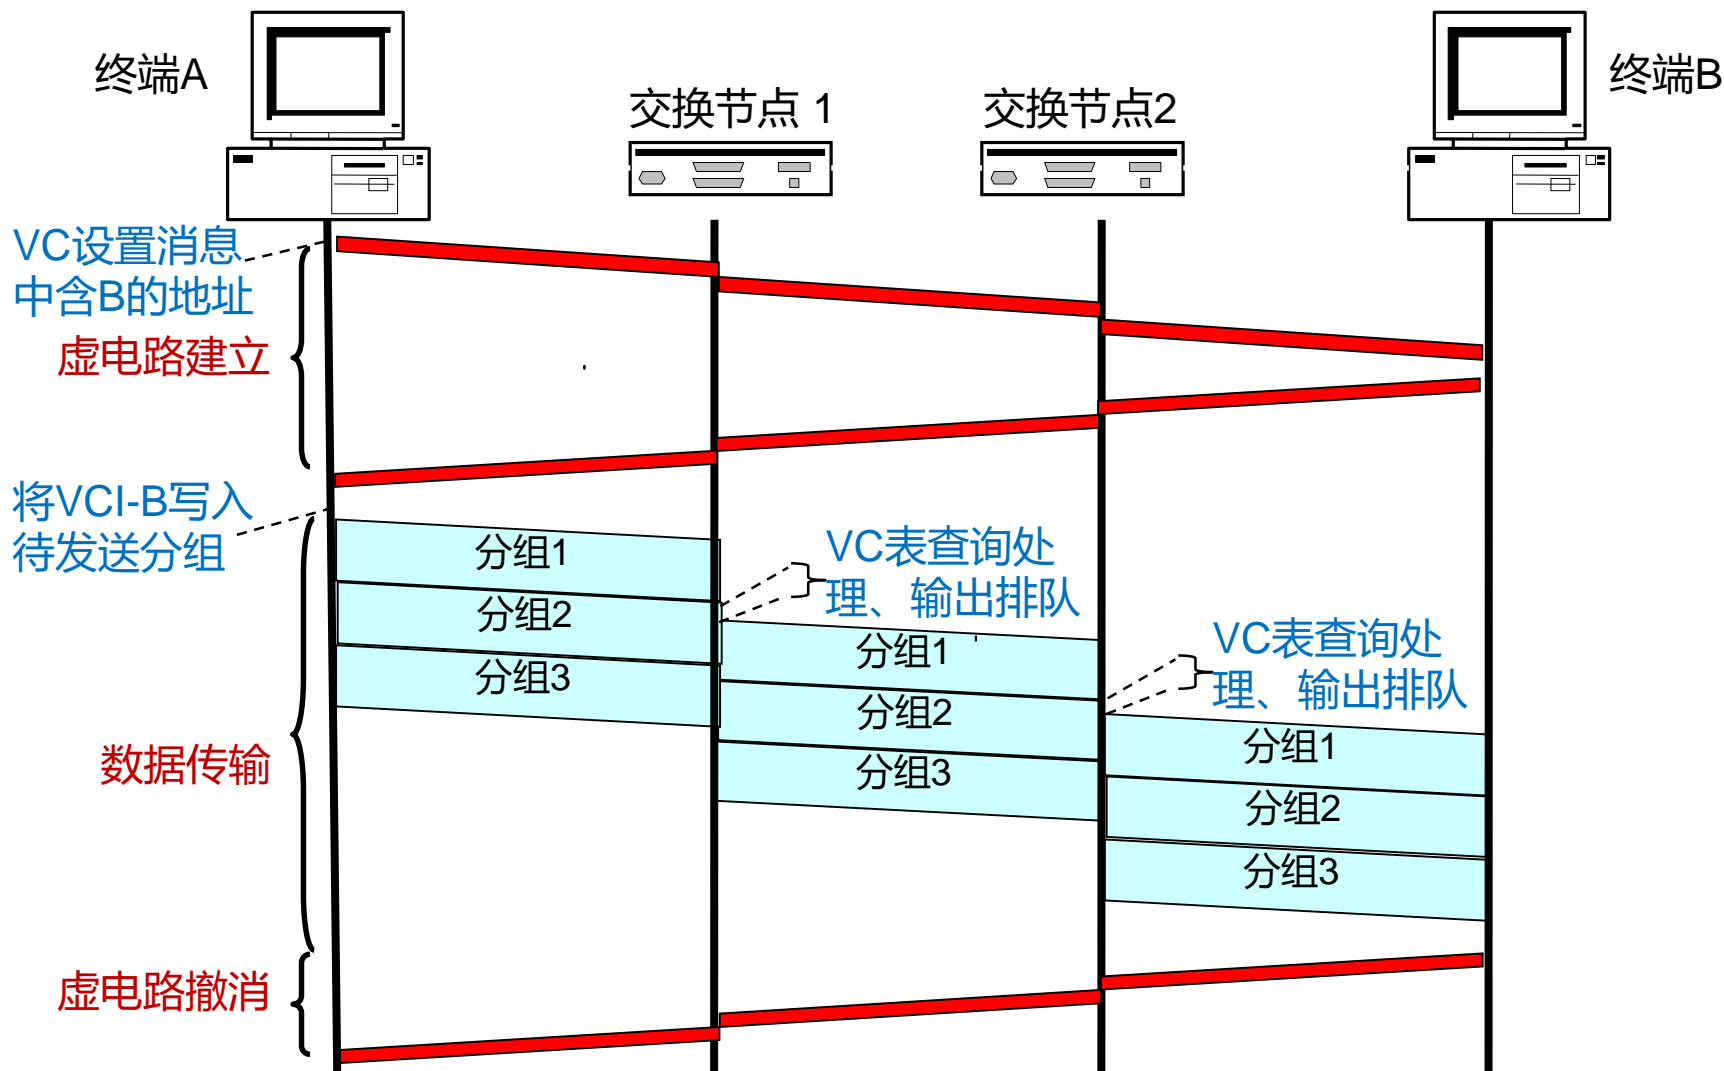 终端A
交换节点 1
交换节点2
终端B
VC设置消息
中含B的地址
虚电路建立
将VCI-B写入
待发送分组
分组1
分组2
分组3
VC表查询处
理、输出排队
分组1
分组2
分组3
VC表查询处
理、输出排队
分组1
分组2
分组3
数据传输
虚电路撤消